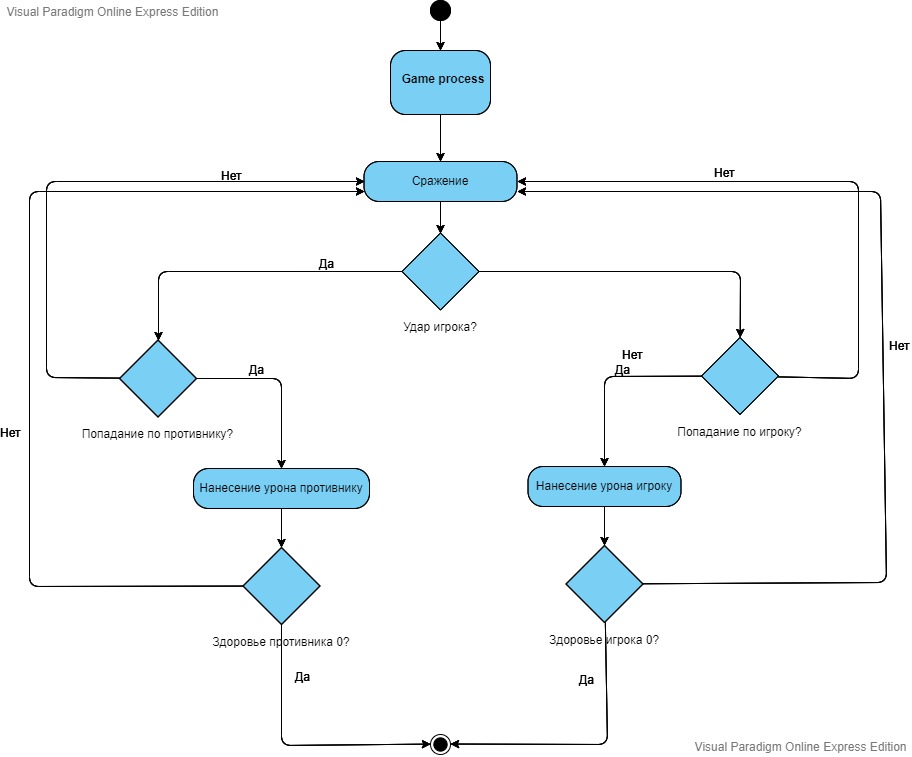 Visual Paradigm Online Express Edition
Game process
Нет
Сражение
Нет
Да
Удар игрока?
Нет
Нет
Да
Да
Попадание по противнику?
Попадание по игроку?
Нет
Нанесение урона противнику
Нанесение урона игроку
Здоровье противника 0?
Здоровье игрока 0?
Да
Да
Visual Paradigm Online Express Edition